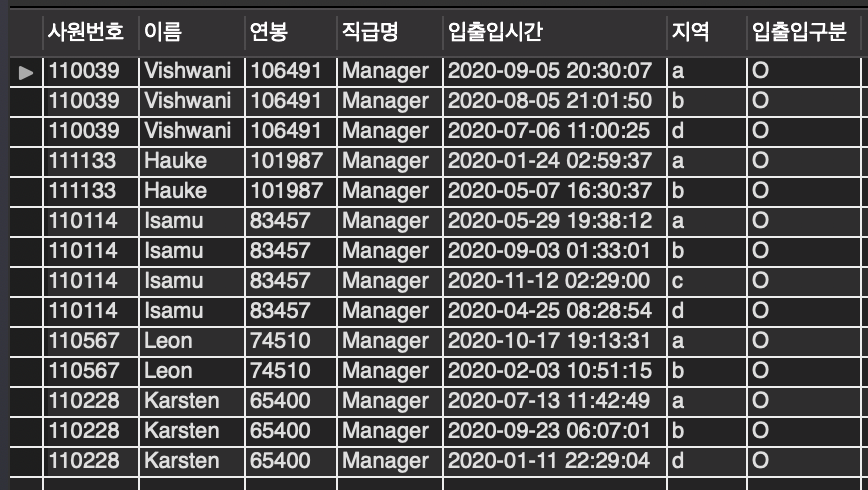 사원번호 이름 연봉 직급명 입출입시간 지역 입출입구분
110039 Vishwani 106491 Manager 2020-09-05 20:30:07 a O
110039 Vishwani 106491 Manager 2020-08-05 21:01:50 b O
110039 Vishwani 106491 Manager 2020-07-06 11:00:25 d O
111133 Hauke 101987 Manager 2020-01-24 02:59:37 a O
111133 Hauke 101987 Manager 2020-05-07 16:30:37 b O
110114 Isamu 83457 Manager 2020-05-29 19:38:12 a O
110114 Isamu 83457 Manager 2020-09-03 01:33:01 b O
110114 Isamu 83457 Manager 2020-11-12 02:29:00 c O
110114 Isamu 83457 Manager 2020-04-25 08:28:54 d O
110567 Leon 74510 Manager 2020-10-17 19:13:31 a O
110567 Leon 74510 Manager 2020-02-03 10:51:15 b O
110228 Karsten 65400 Manager 2020-07-13 11:42:49 a O
110228 Karsten 65400 Manager 2020-09-23 06:07:01 b O
110228 Karsten 65400 Manager 2020-01-11 22:29:04 d O